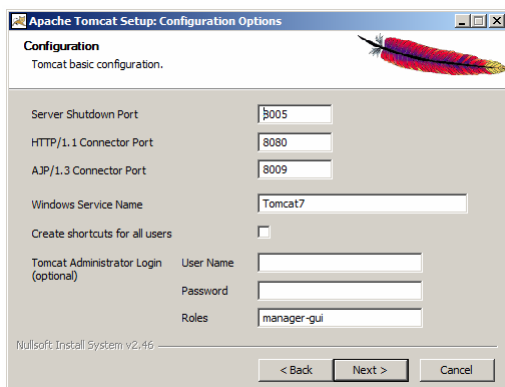 Apache Tomcat Setup: Configuration Options
Configuration
Tomcat basic configuration.
Server Shutdown Port 8005
HTTP/1.1 Connector Port 8080
AJP/1.3 Connector Port 8009
Windows Service Name Tomcat7
Create shortcuts for all users
Tomcat Administrator Login User Name
(optional)
Password
Roles manager-gui
Nullsoft Install System v2.46
< Back Next > Cancel